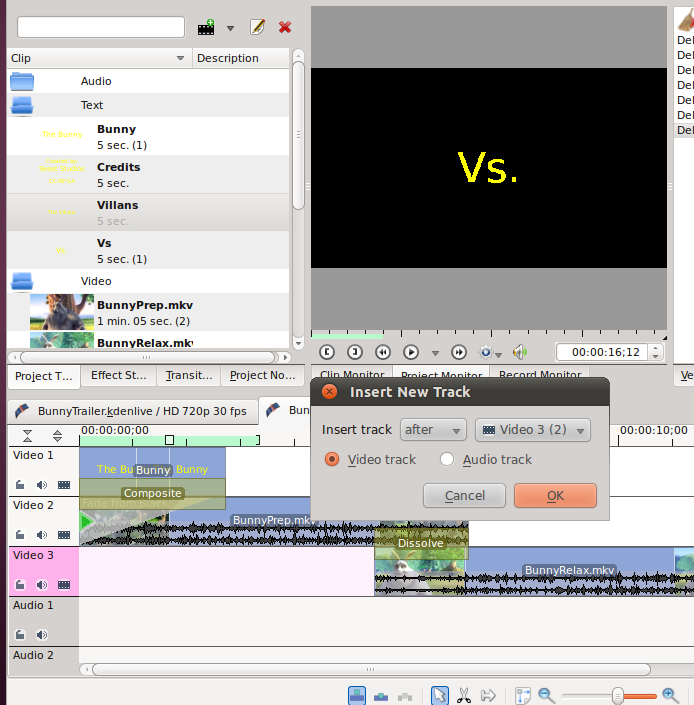 Clip
Description
Audio
Text
The Bunny
Bunny
5 sec. (1)
Credits
5 sec.
Villans
5 sec.
Vs.
Vs
5 sec. (1)
Video
BunnyPrep.mkv
1 min. 05 sec. (2)
BunnyRelax.mkv
Vs.
Del
Del
Del
Del
Del
Del
Del
00:00:16;12
Project T...
Effect St...
Transit...
Project No...
Clip Monitor
Project Monitor
Record Monitor
Ve
BunnyTrailer.kdenlive / HD 720p 30 fps
Bun
Insert New Track
Insert track
after
Video 3 (2)
Video track
Audio track
Cancel
OK
00:00:00;00
00:00:10;00
Video 1
The Bu
Bunny
Bunny
Composite
Video 2
Fade from black
BunnyPrep.mkv
Dissolve
Video 3
BunnyRelax.mkv
Audio 1
Audio 2